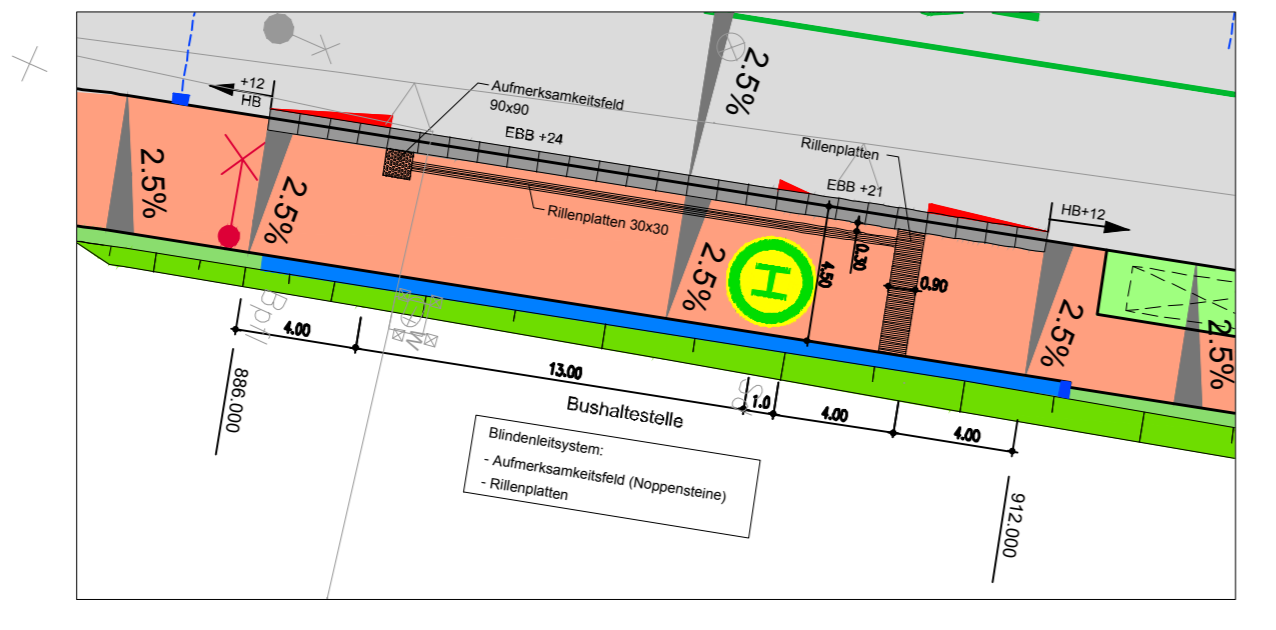 2.5%
+12
HB
Aufmerksamkeitsfeld
90x90
EBB +24
Rillenplatten
EBB +21
HB+12
2.5%
2.5%
Rillenplatten 30x30
2.5%
H
4.50
0.30
0.90
2.5%
2.5%
4.00
13.00
1.0
4.00
4.00
886.000
Bushaltestelle
912.000
Blindenleitsystem:
- Aufmerksamkeitsfeld (Noppensteine)
- Rillenplatten